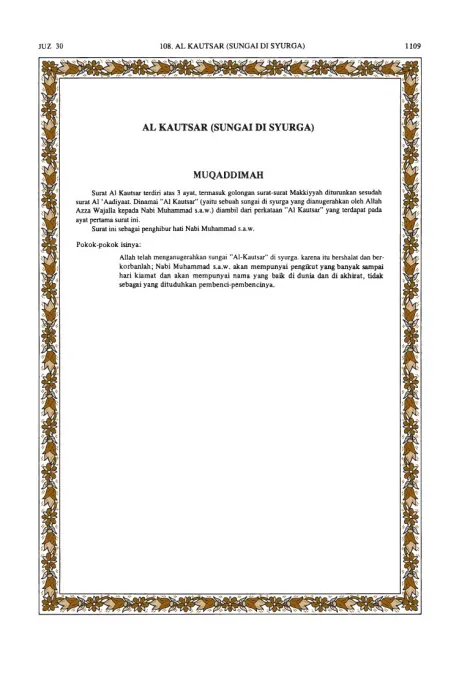 JUZ 30 108. AL KAUTSAR (SUNGAI DI SYURGA) 1109
AL KAUTSAR (SUNGAI DI SYURGA)
MUQADDIMAH
Surat Al Kautsar terdiri atas 3 ayat, termasuk golongan surat-surat Makkiyyah diturunkan sesudah
surat Al 'Aadiyaat. Dinamai "Al Kautsar" (yaitu sebuah sungai di syurga yang dianugerahkan oleh Allah
Azza Wajalla kepada Nabi Muhammad s.a.w.) diambil dari perkataan "Al Kautsar" yang terdapat pada
ayat pertama surat ini.
Surat ini sebagai penghibur hati Nabi Muhammad s.a.w.
Pokok-pokok isinya:
Allah telah menganugerahkan sungai "Al-Kautsar" di syurga. karena itu bershalat dan ber-
korbanlah; Nabi Muhammad s.a.w. akan mempunyai pengikut yang banyak sampai
hari kiamat dan akan mempunyai nama yang baik di dunia dan di akhirat, tidak
sebagai yang dituduhkan pembenci-pembencinya.